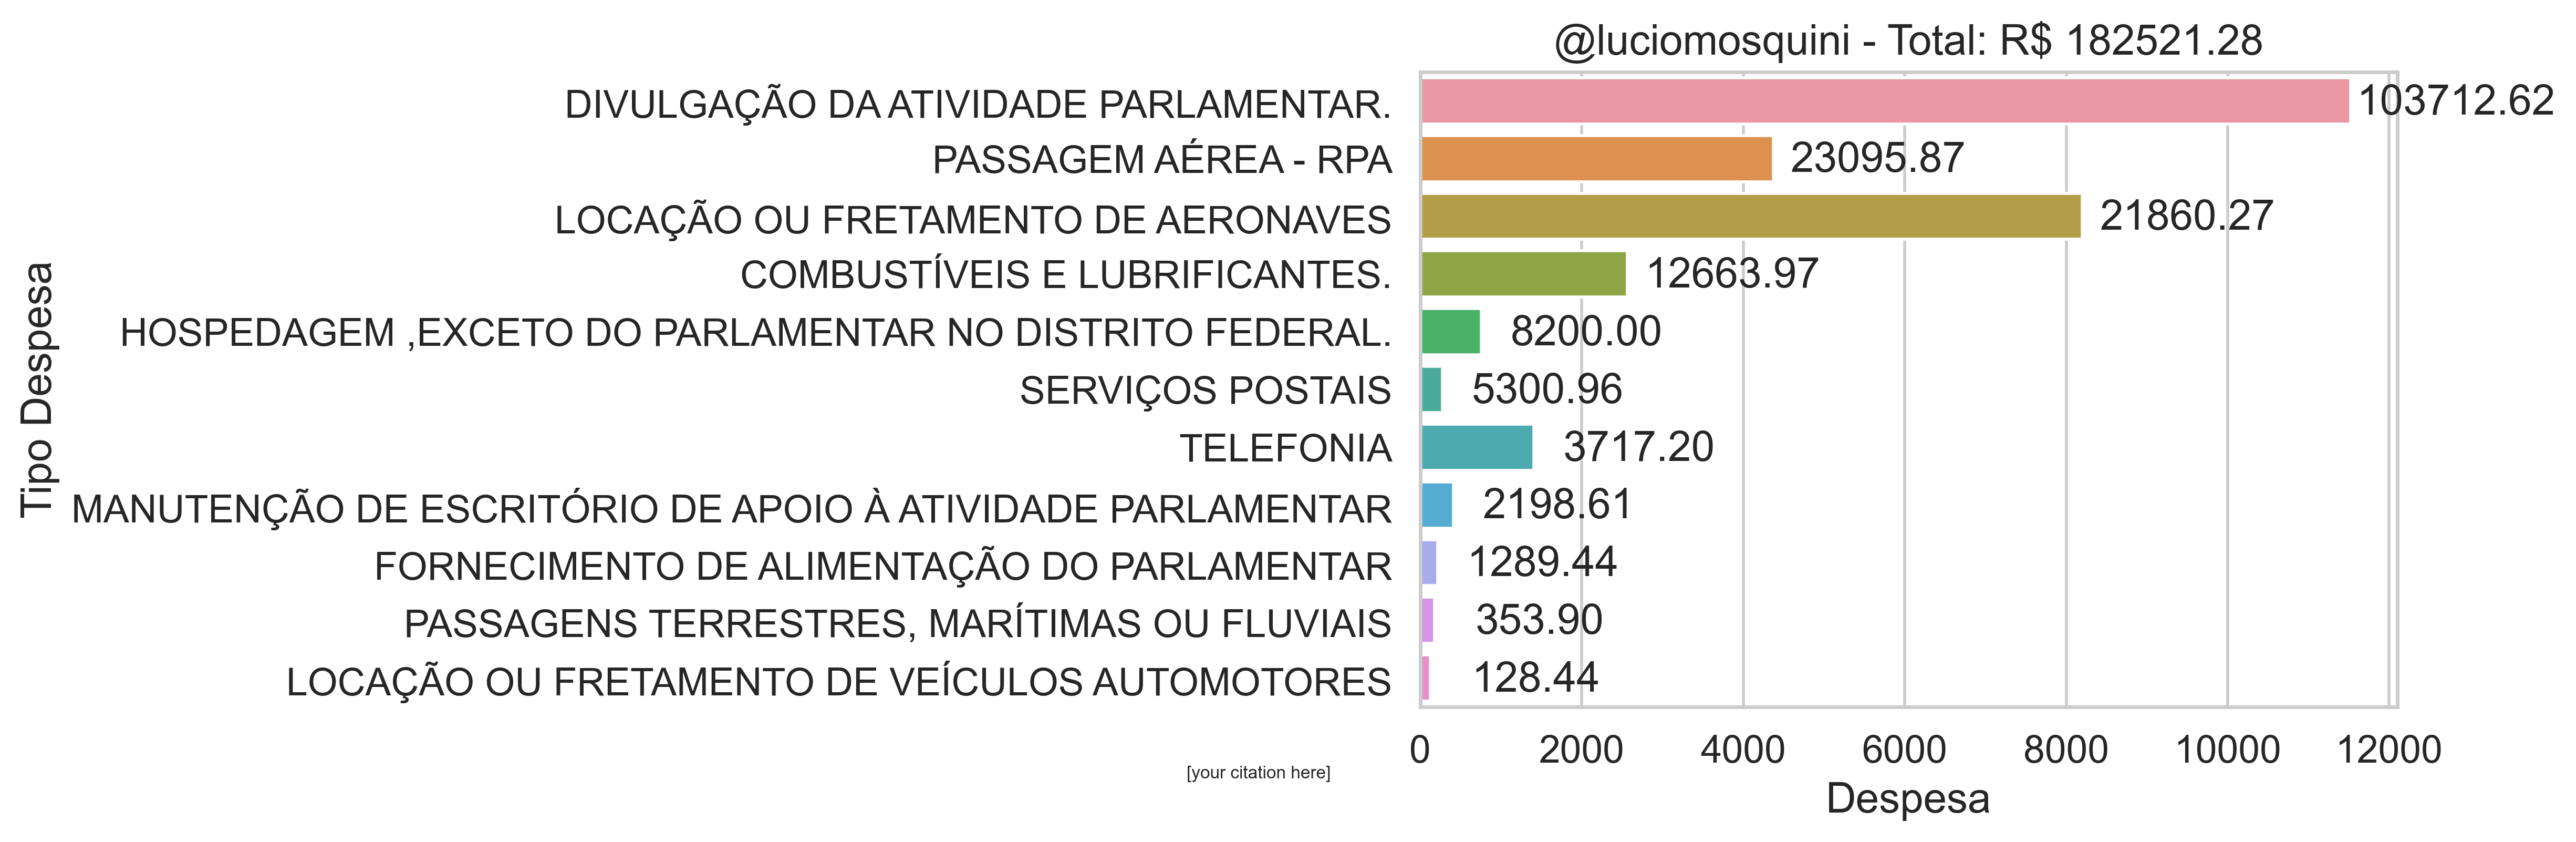 @luciomosquini - Total: R$ 182521.28
Tipo Despesa
DIVULGAÇÃO DA ATIVIDADE PARLAMENTAR. 103712.62
PASSAGEM AÉREA - RPA 23095.87
LOCAÇÃO OU FRETAMENTO DE AERONAVES 21860.27
COMBUSTÍVEIS E LUBRIFICANTES. 12663.97
HOSPEDAGEM ,EXCETO DO PARLAMENTAR NO DISTRITO FEDERAL. 8200.00
SERVIÇOS POSTAIS 5300.96
TELEFONIA 3717.20
MANUTENÇÃO DE ESCRITÓRIO DE APOIO À ATIVIDADE PARLAMENTAR 2198.61
FORNECIMENTO DE ALIMENTAÇÃO DO PARLAMENTAR 1289.44
PASSAGENS TERRESTRES, MARÍTIMAS OU FLUVIAIS 353.90
LOCAÇÃO OU FRETAMENTO DE VEÍCULOS AUTOMOTORES 128.44
0 2000 4000 6000 8000 10000 12000
[your citation here]
Despesa